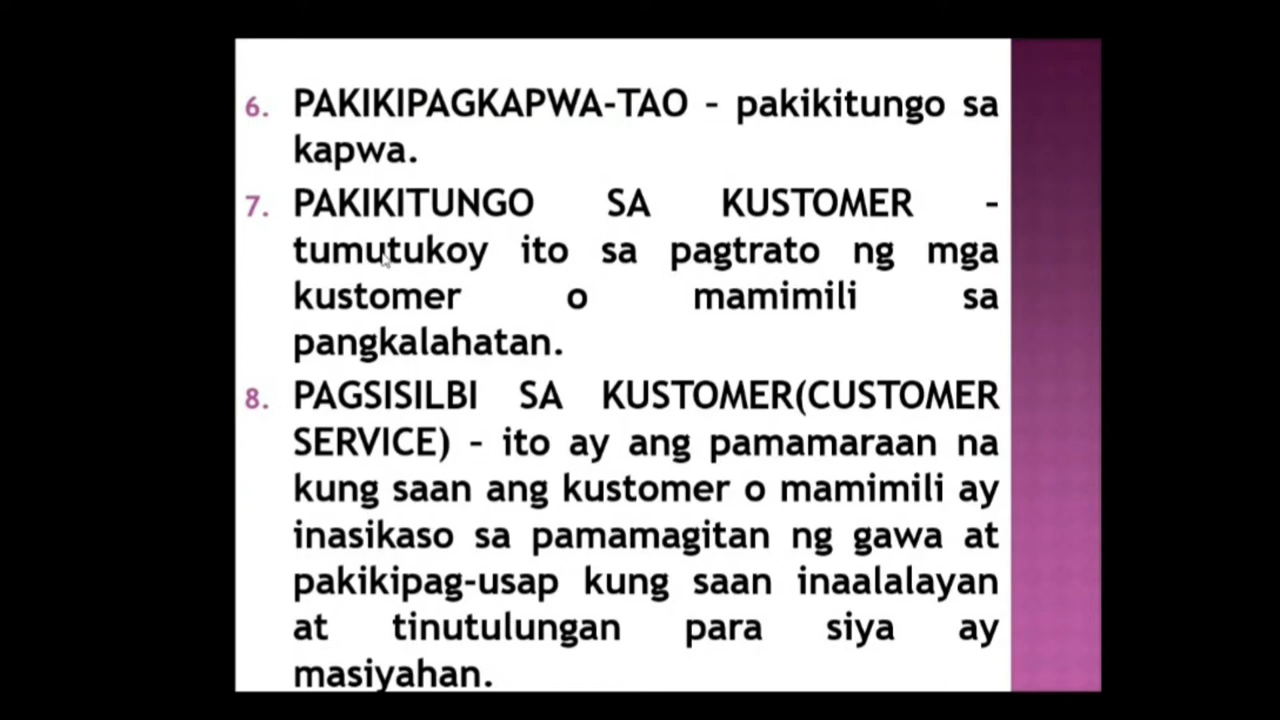 6. PAKIKIPAGKAPWA-TAO – pakikitungo sa
kapwa.
7. PAKIKITUNGO SA KUSTOMER –
tumutukoy ito sa pagtrato ng mga
kustomer o mamimili sa
pangkalahatan.
8. PAGSISILBI SA KUSTOMER(CUSTOMER
SERVICE) – ito ay ang pamamaraan na
kung saan ang kustomer o mamimili ay
inasikaso sa pamamagitan ng gawa at
pakikipag-usap kung saan inaalalayan
at tinutulungan para siya ay
masiyahan.